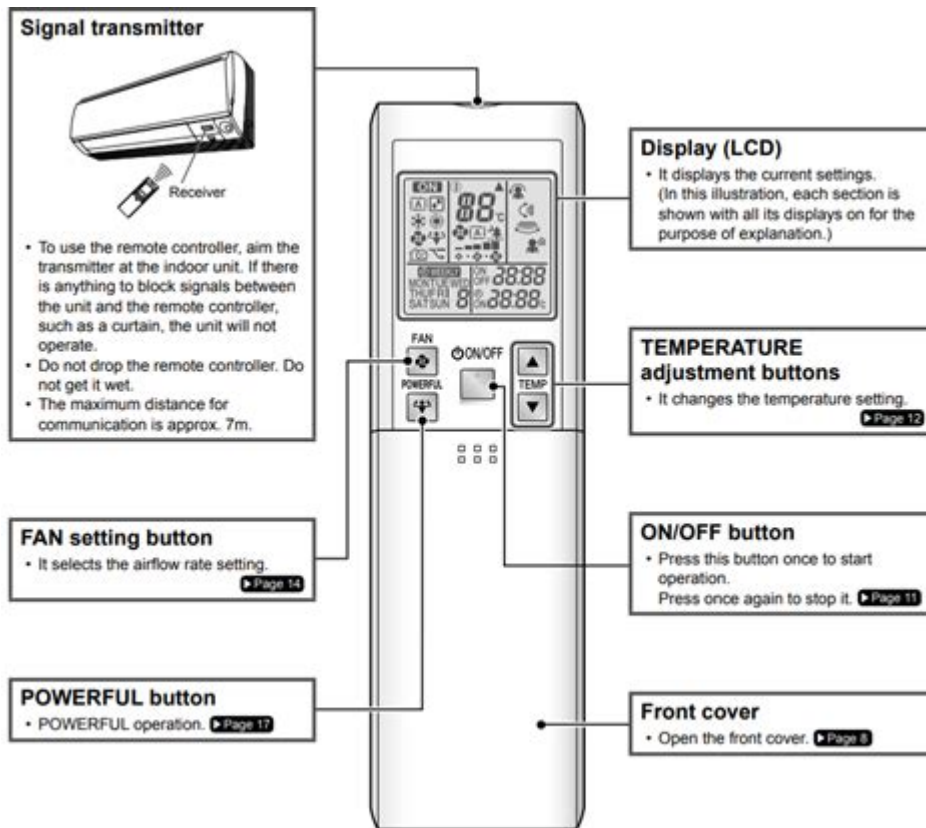 Signal transmitter
Receiver
• To use the remote controller, aim the
transmitter at the indoor unit. If there
is anything to block signals between
the unit and the remote controller,
such as a curtain, the unit will not
operate.
• Do not drop the remote controller. Do
not get it wet.
• The maximum distance for
communication is approx. 7m.
FAN setting button
• It selects the airflow rate setting.
Page 14
POWERFUL button
• POWERFUL operation. Page 17
ON
A
88 °C
A
WEEKLY
MON TUE WED
THU FRI
SAT SUN 8
ON
OFF 88:88
ON 88:88 °C
FAN
POWERFUL
ON/OFF
TEMP
Display (LCD)
• It displays the current settings.
(In this illustration, each section is
shown with all its displays on for the
purpose of explanation.)
TEMPERATURE
adjustment buttons
• It changes the temperature setting.
Page 12
ON/OFF button
• Press this button once to start
operation.
Press once again to stop it. Page 11
Front cover
• Open the front cover. Page 8